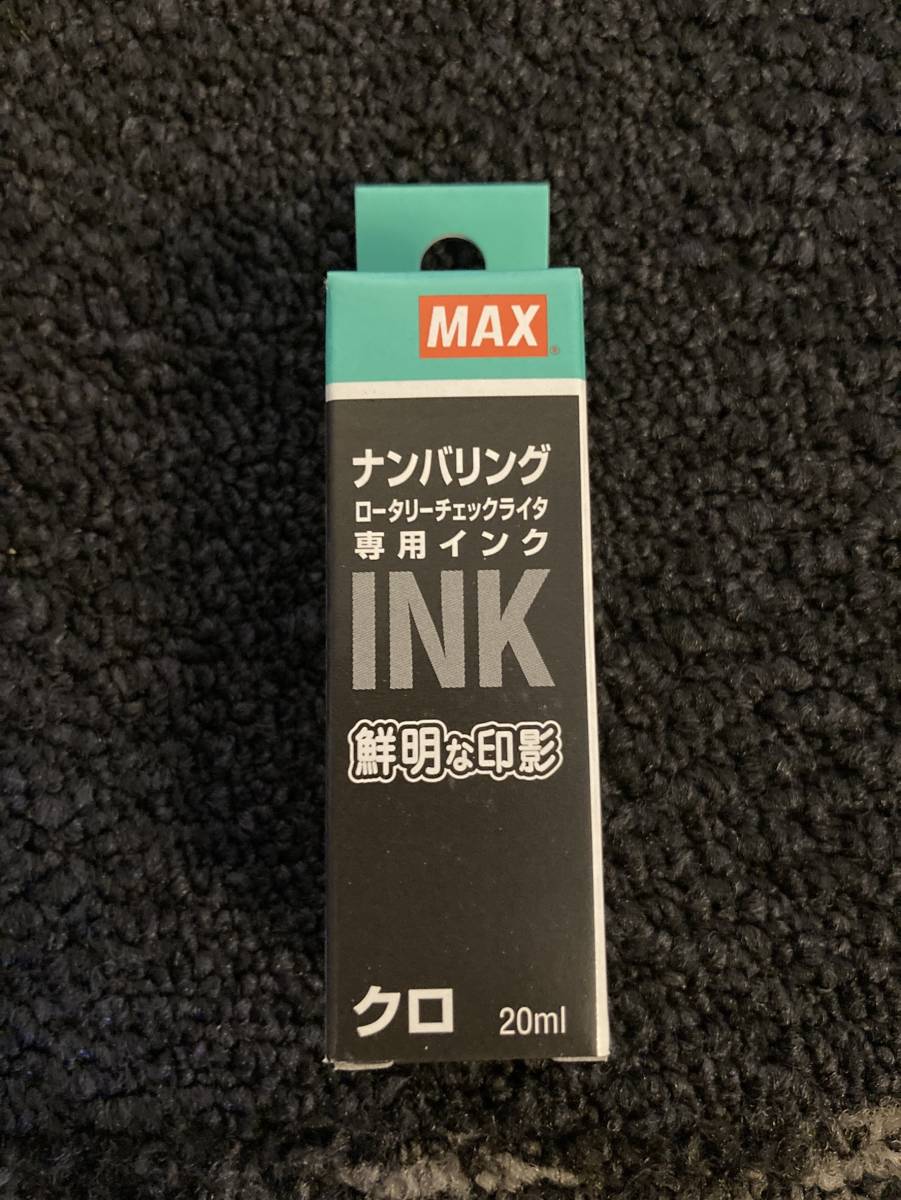 MAX®
ナンバリング
ロータリーチェックライタ
専用インク
INK
鮮明な印影
クロ 20ml